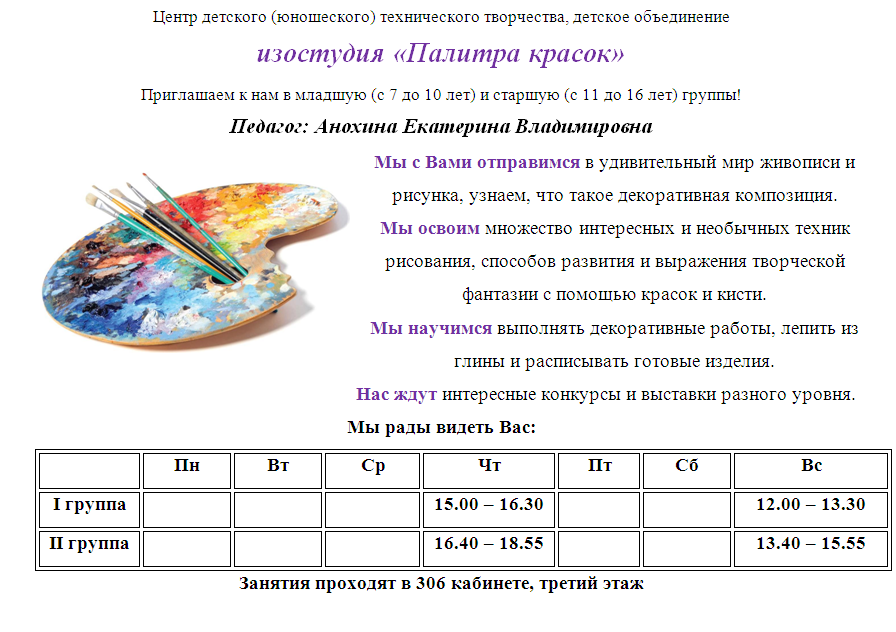 Центр детского (юношеского) технического творчества, детское объединение
изостудия «Палитра красок»
Приглашаем к нам в младшую (с 7 до 10 лет) и старшую (с 11 до 16 лет) группы!
Педагог: Анохина Екатерина Владимировна
Мы с Вами отправимся в удивительный мир живописи и
рисунка, узнаем, что такое декоративная композиция.
Мы освоим множество интересных и необычных техник
рисования, способов развития и выражения творческой
фантазии с помощью красок и кисти.
Мы научимся выполнять декоративные работы, лепить из
глины и расписывать готовые изделия.
Нас ждут интересные конкурсы и выставки разного уровня.
Мы рады видеть Вас:
Пн Вт Ср Чт Пт Сб Вс
I группа 15.00 – 16.30 12.00 – 13.30
II группа 16.40 – 18.55 13.40 – 15.55
Занятия проходят в 306 кабинете, третий этаж